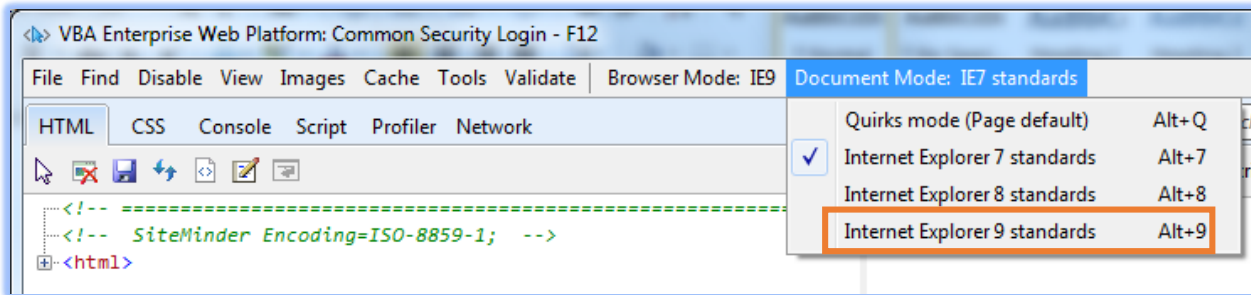 VBA Enterprise Web Platform: Common Security Login - F12
File Find Disable View Images Cache Tools Validate Browser Mode: IE9 Document Mode: IE7 standards
HTML CSS Console Script Profiler Network
Quirks mode (Page default) Alt+Q
Internet Explorer 7 standards Alt+7
Internet Explorer 8 standards Alt+8
Internet Explorer 9 standards Alt+9
<!-- ========================================================
<!-- SiteMinder Encoding=ISO-8859-1; -->
<html>